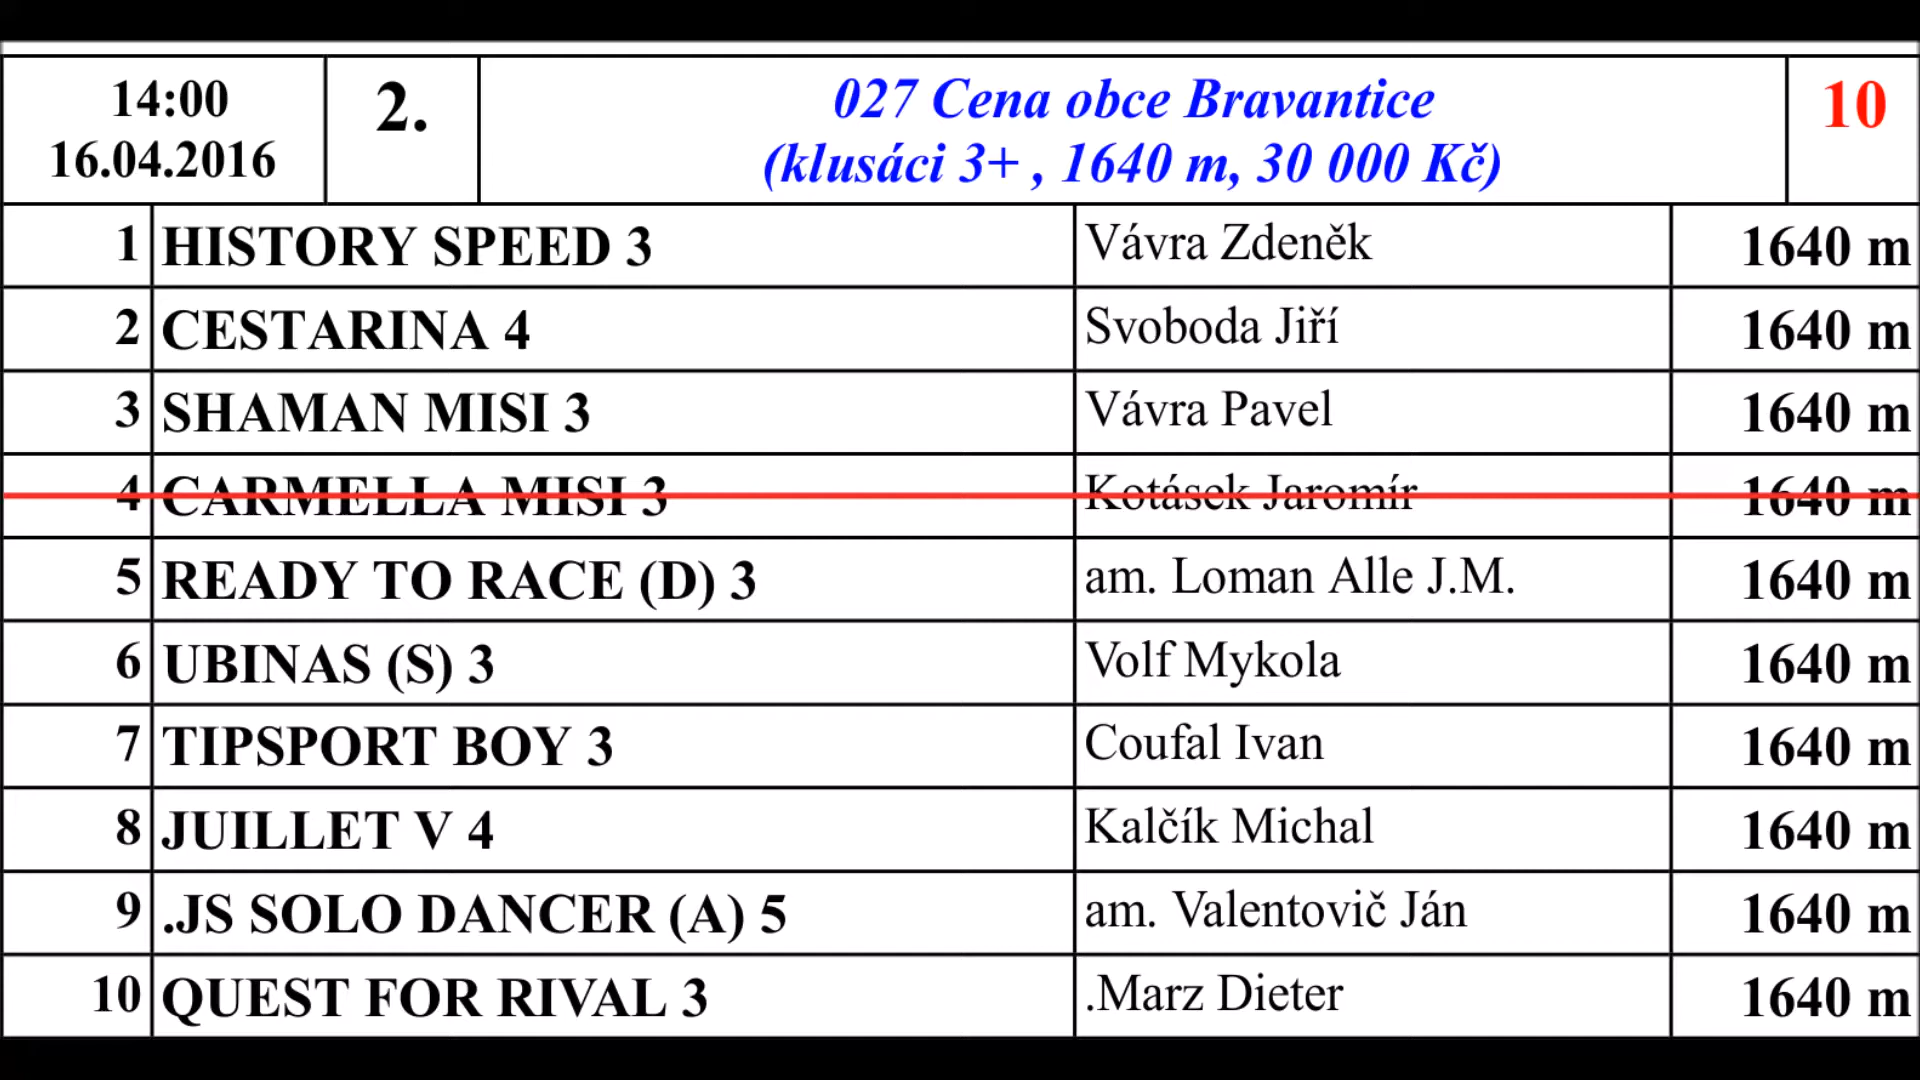 14:00
16.04.2016
2.
027 Cena obce Bravantice
(klusáci 3+ , 1640 m, 30 000 Kč)
10
1 HISTORY SPEED 3 Vávra Zdeněk 1640 m
2 CESTARINA 4 Svoboda Jiří 1640 m
3 SHAMAN MISI 3 Vávra Pavel 1640 m
4 CARMELLA MISI 3 Kotásek Jaromír 1640 m
5 READY TO RACE (D) 3 am. Loman Alle J.M. 1640 m
6 UBINAS (S) 3 Volf Mykola 1640 m
7 TIPSPORT BOY 3 Coufal Ivan 1640 m
8 JUILLET V 4 Kalčík Michal 1640 m
9 .JS SOLO DANCER (A) 5 am. Valentovič Ján 1640 m
10 QUEST FOR RIVAL 3 .Marz Dieter 1640 m